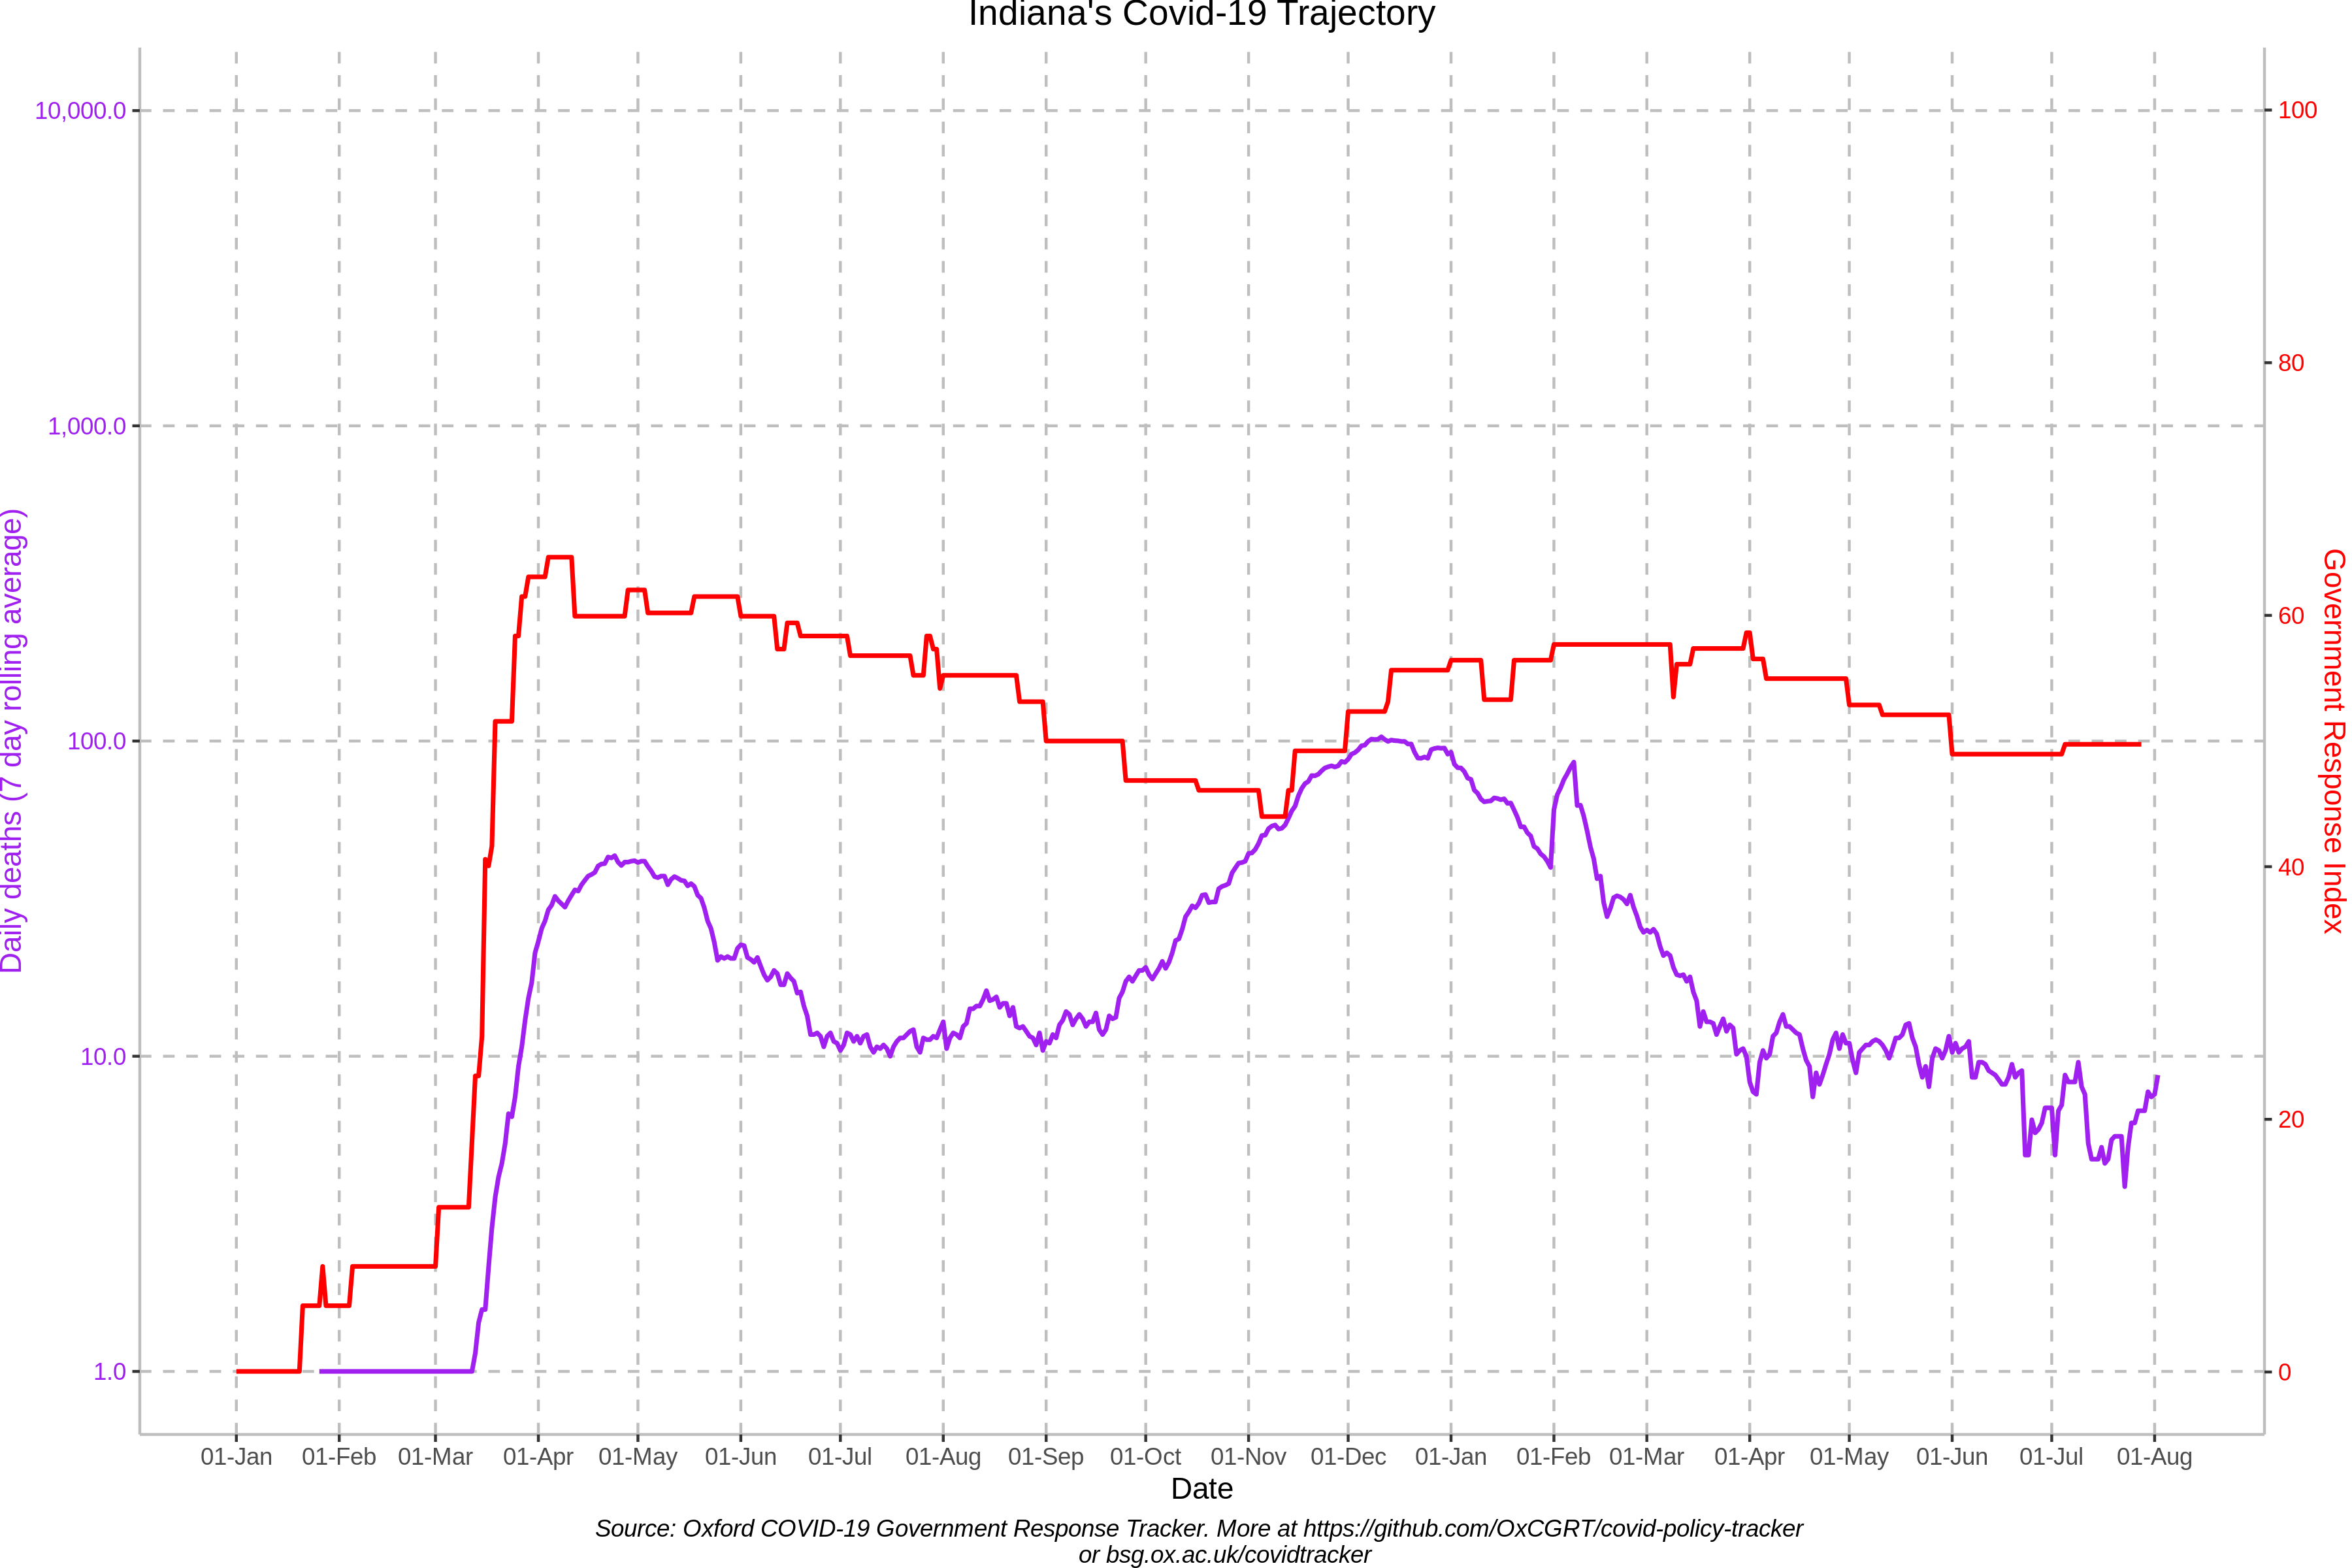 Indiana's Covid-19 Trajectory
10,000.0
1,000.0
100.0
10.0
1.0
Daily deaths (7 day rolling average)
100
80
60
40
20
0
Government Response Index
01-Jan 01-Feb 01-Mar 01-Apr 01-May 01-Jun 01-Jul 01-Aug 01-Sep 01-Oct 01-Nov 01-Dec 01-Jan 01-Feb 01-Mar 01-Apr 01-May 01-Jun 01-Jul 01-Aug
Date
Source: Oxford COVID-19 Government Response Tracker. More at https://github.com/OxCGRT/covid-policy-tracker
or bsg.ox.ac.uk/covidtracker